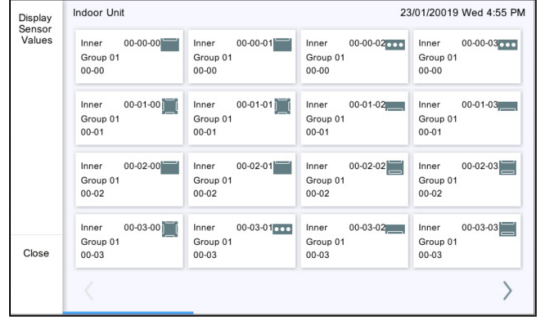 Display
Sensor
Values
Indoor Unit 23/01/20019 Wed 4:55 PM
Inner 00-00-00
Group 01
00-00
Inner 00-00-01
Group 01
00-00
Inner 00-00-02
Group 01
00-00
Inner 00-00-03
Group 01
00-00
Inner 00-01-00
Group 01
00-01
Inner 00-01-01
Group 01
00-01
Inner 00-01-02
Group 01
00-01
Inner 00-01-03
Group 01
00-01
Inner 00-02-00
Group 01
00-02
Inner 00-02-01
Group 01
00-02
Inner 00-02-02
Group 01
00-02
Inner 00-02-03
Group 01
00-02
Inner 00-03-00
Group 01
00-03
Inner 00-03-01
Group 01
00-03
Inner 00-03-02
Group 01
00-03
Inner 00-03-03
Group 01
00-03
Close